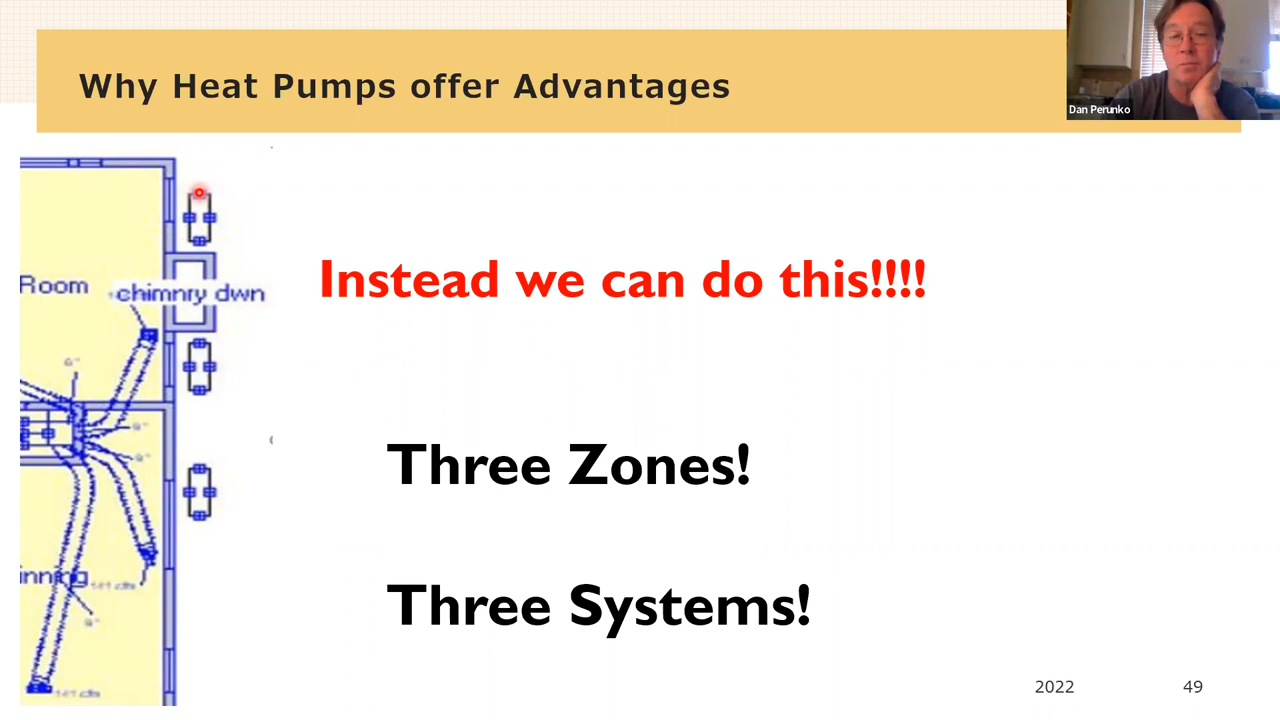 Why Heat Pumps offer Advantages
Dan Perunko
Room
chimnry dwn
Instead we can do this!!!!
Three Zones!
inning
Three Systems!
2022
49